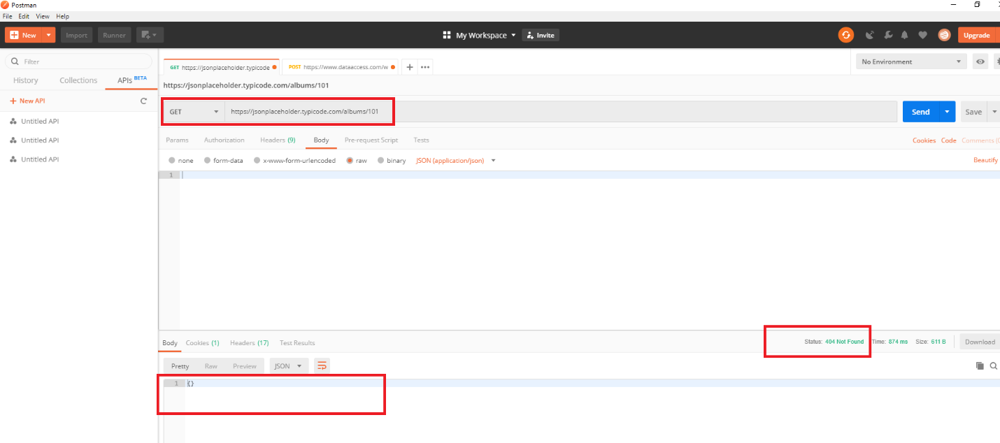 Postman
File Edit View Help
New Import Runner My Workspace Invite Upgrade
Filter
GET https://jsonplaceholder.typicode POST https://www.dataaccess.com/w No Environment
History Collections APIs BETA
https://jsonplaceholder.typicode.com/albums/101
+ New API
GET https://jsonplaceholder.typicode.com/albums/101 Send Save
Untitled API
Untitled API
Untitled API
Params Authorization Headers (9) Body Pre-request Script Tests Cookies Code Comments (
none form-data x-www-form-urlencoded raw binary JSON (application/json) Beautify
1
Body Cookies (1) Headers (17) Test Results Status: 404 Not Found Time: 874 ms Size: 611 B Download
Pretty Raw Preview JSON
1 {}